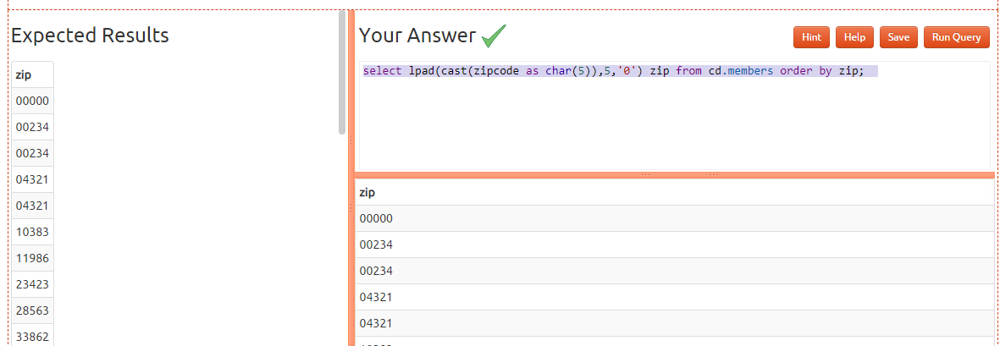 Expected Results
zip
00000
00234
00234
04321
04321
10383
11986
23423
28563
33862
Your Answer
Hint Help Save Run Query
select lpad(cast(zipcode as char(5)),5,'0') zip from cd.members order by zip;
zip
00000
00234
00234
04321
04321